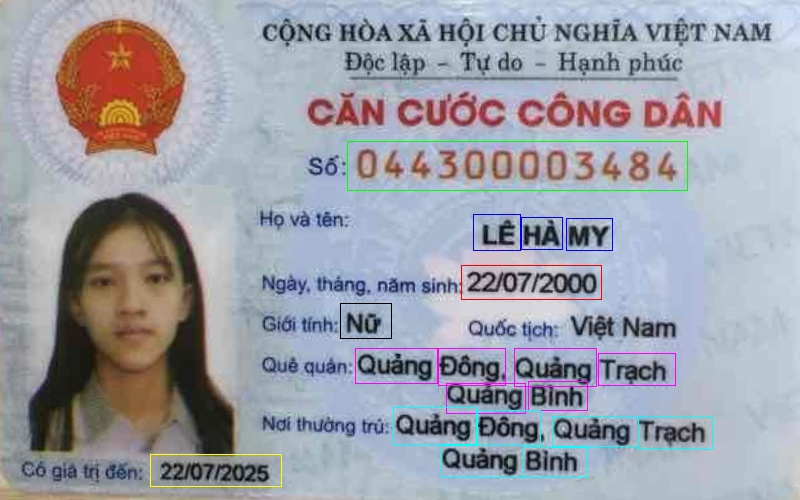 CỘNG HÒA XÃ HỘI CHỦ NGHĨA VIỆT NAM
Độc lập - Tự do - Hạnh phúc
CĂN CƯỚC CÔNG DÂN
Số: 044300003484
Họ và tên: LÊ HÀ MY
Ngày, tháng, năm sinh: 22/07/2000
Giới tính: Nữ Quốc tịch: Việt Nam
Quê quán: Quảng Đông, Quảng Trạch
Quảng Bình
Nơi thường trú: Quảng Đông, Quảng Trạch
Quảng Bình
Có giá trị đến: 22/07/2025